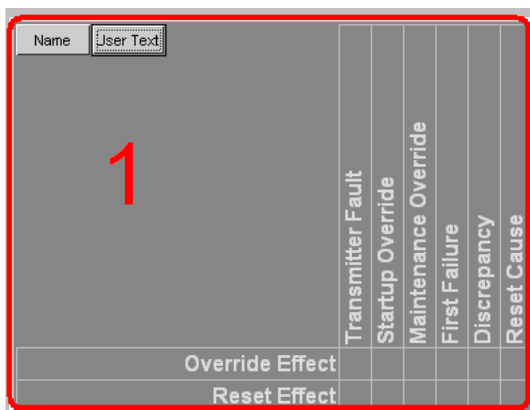 Name User Text
1
Transmitter Fault
Startup Override
Maintenance Override
First Failure
Discrepancy
Reset Cause
Override Effect
Reset Effect